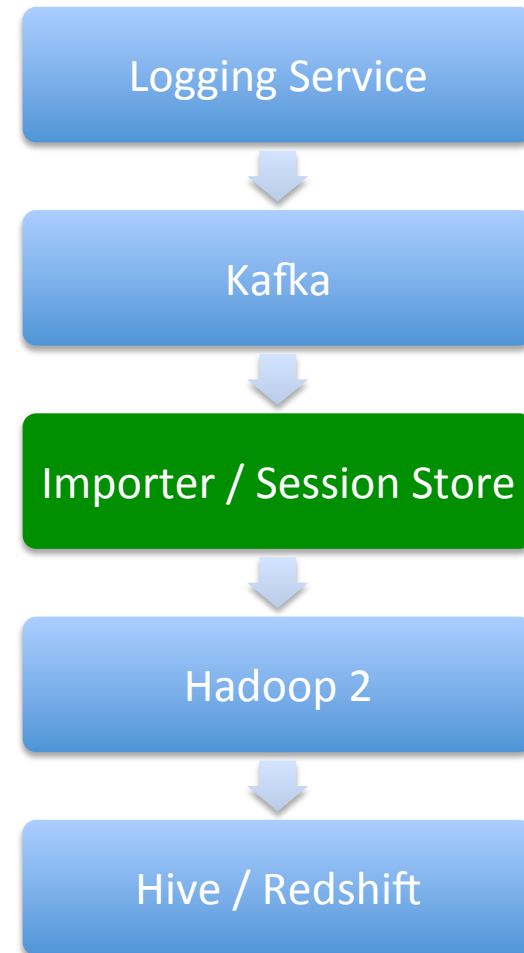 Logging Service
Kafka
Importer / Session Store
Hadoop 2
Hive / Redshift